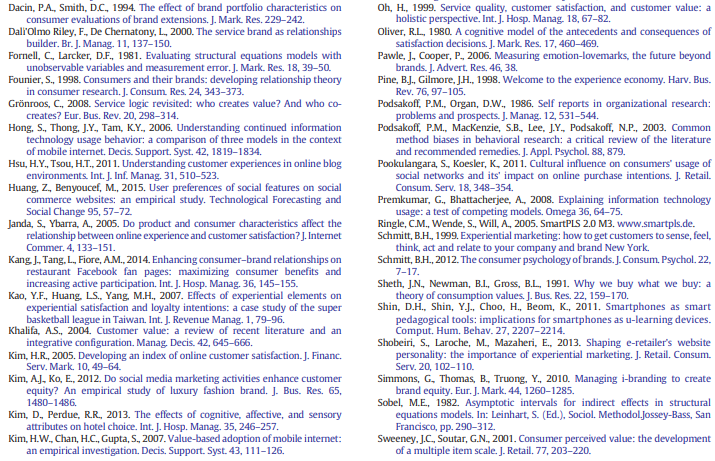 Dacin, P.A., Smith, D.C., 1994. The effect of brand portfolio characteristics on
consumer evaluations of brand extensions. J. Mark. Res. 229–242.
Dall'Olmo Riley, F., De Chernatony, L., 2000. The service brand as relationships
builder. Br. J. Manag. 11, 137–150.
Fornell, C., Larcker, D.F., 1981. Evaluating structural equations models with
unobservable variables and measurement error. J. Mark. Res. 18, 39–50.
Founier, S., 1998. Consumers and their brands: developing relationship theory
in consumer research. J. Consum. Res. 24, 343–373.
Grönroos, C., 2008. Service logic revisited: who creates value? And who co-
creates? Eur. Bus. Rev. 20, 298–314.
Hong, S., Thong, J.Y., Tam, K.Y., 2006. Understanding continued information
technology usage behavior: a comparison of three models in the context
of mobile internet. Decis. Support. Syst. 42, 1819–1834.
Hsu, H.Y., Tsou, H.T., 2011. Understanding customer experiences in online blog
environments. Int. J. Inf. Manag. 31, 510–523.
Huang, Z., Benyoucef, M., 2015. User preferences of social features on social
commerce websites: an empirical study. Technological Forecasting and
Social Change 95, 57–72.
Janda, S., Ybarra, A., 2005. Do product and consumer characteristics affect the
relationship between online experience and customer satisfaction? J. Internet
Commer. 4, 133–151.
Kang, J., Tang, L., Fiore, A.M., 2014. Enhancing consumer–brand relationships on
restaurant Facebook fan pages: maximizing consumer benefits and
increasing active participation. Int. J. Hosp. Manag. 36, 145–155.
Kao, Y.F., Huang, L.S., Yang, M.H., 2007. Effects of experiential elements on
experiential satisfaction and loyalty intentions: a case study of the super
basketball league in Taiwan. Int. J. Revenue Manag. 1, 79–96.
Khalifa, A.S., 2004. Customer value: a review of recent literature and an
integrative configuration. Manag. Decis. 42, 645–666.
Kim, H.R., 2005. Developing an index of online customer satisfaction. J. Financ.
Serv. Mark. 10, 49–64.
Kim, A.J., Ko, E., 2012. Do social media marketing activities enhance customer
equity? An empirical study of luxury fashion brand. J. Bus. Res. 65,
1480–1486.
Kim, D., Perdue, R.R., 2013. The effects of cognitive, affective, and sensory
attributes on hotel choice. Int. J. Hosp. Manag. 35, 246–257.
Kim, H.W., Chan, H.C., Gupta, S., 2007. Value-based adoption of mobile internet:
an empirical investigation. Decis. Support. Syst. 43, 111–126.
Oh, H., 1999. Service quality, customer satisfaction, and customer value: a
holistic perspective. Int. J. Hosp. Manag. 18, 67–82.
Oliver, R.L., 1980. A cognitive model of the antecedents and consequences of
satisfaction decisions. J. Mark. Res. 17, 460–469.
Pawle, J., Cooper, P., 2006. Measuring emotion-lovemarks, the future beyond
brands. J. Advert. Res. 46, 38.
Pine, B.J., Gilmore, J.H., 1998. Welcome to the experience economy. Harv. Bus.
Rev. 76, 97–105.
Podsakoff, P.M., Organ, D.W., 1986. Self reports in organizational research:
problems and prospects. J. Manag. 12, 531–544.
Podsakoff, P.M., MacKenzie, S.B., Lee, J.Y., Podsakoff, N.P., 2003. Common
method biases in behavioral research: a critical review of the literature
and recommended remedies. J. Appl. Psychol. 88, 879.
Pookulangara, S., Koesler, K., 2011. Cultural influence on consumers' usage of
social networks and its' impact on online purchase intentions. J. Retail.
Consum. Serv. 18, 348–354.
Premkumar, G., Bhattacherjee, A., 2008. Explaining information technology
usage: a test of competing models. Omega 36, 64–75.
Ringle, C.M., Wende, S., Will, A., 2005. SmartPLS 2.0 M3. www.smartpls.de.
Schmitt, B.H., 1999. Experiential marketing: how to get customers to sense, feel,
think, act and relate to your company and brand New York.
Schmitt, B.H., 2012. The consumer psychology of brands. J. Consum. Psychol. 22,
7–17.
Sheth, J.N., Newman, B.I., Gross, B.L., 1991. Why we buy what we buy: a
theory of consumption values. J. Bus. Res. 22, 159–170.
Shin, D.H., Shin, Y.J., Choo, H., Beom, K., 2011. Smartphones as smart
pedagogical tools: implications for smartphones as u-learning devices.
Comput. Hum. Behav. 27, 2207–2214.
Shobeiri, S., Laroche, M., Mazaheri, E., 2013. Shaping e-retailer's website
personality: the importance of experiential marketing. J. Retail. Consum.
Serv. 20, 102–110.
Simmons, G., Thomas, B., Truong, Y., 2010. Managing i-branding to create
brand equity. Eur. J. Mark. 44, 1260–1285.
Sobel, M.E., 1982. Asymptotic intervals for indirect effects in structural
equations models. In: Leinhart, S. (Ed.), Sociol. Methodol.Jossey-Bass, San
Francisco, pp. 290–312.
Sweeney, J.C., Soutar, G.N., 2001. Consumer perceived value: the development
of a multiple item scale. J. Retail. 77, 203–220.